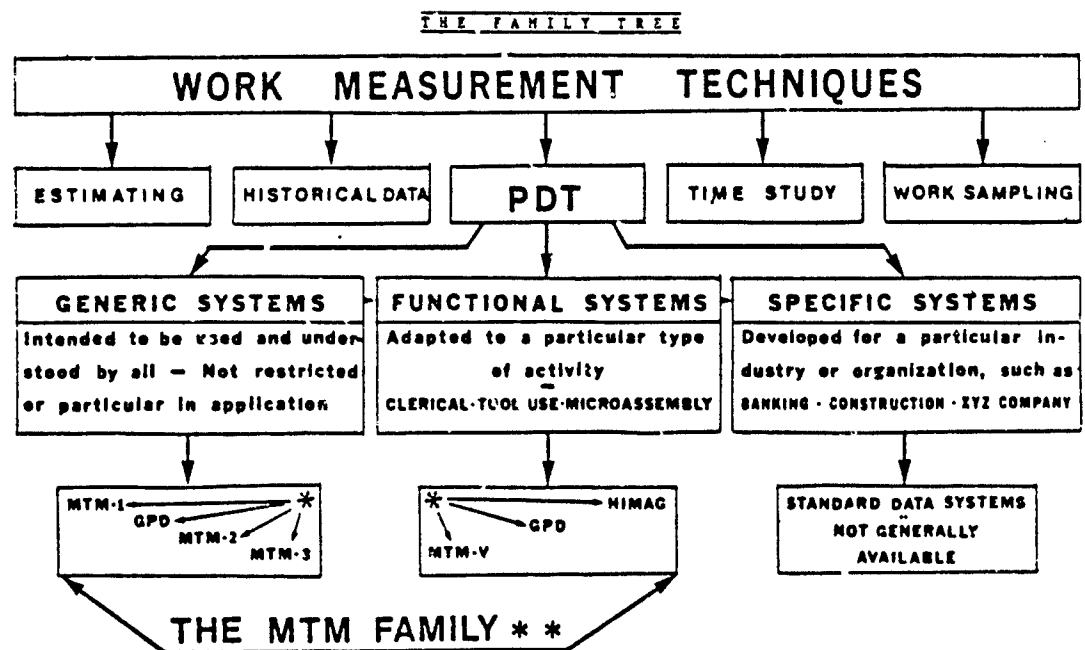 THE FAMILY TREE
WORK MEASUREMENT TECHNIQUES
ESTIMATING
HISTORICAL DATA
PDT
TIME STUDY
WORK SAMPLING
GENERIC SYSTEMS
Intended to be used and under-
stood by all — Not restricted
or particular in application
FUNCTIONAL SYSTEMS
Adapted to a particular type
of activity
CLERICAL·TOOL USE·MICROASSEMBLY
SPECIFIC SYSTEMS
Developed for a particular in-
dustry or organization, such as
BANKING · CONSTRUCTION · XYZ COMPANY
MTM-1 *
GPD
MTM-2
MTM-3
* HIMAG
GPD
MTM-V
STANDARD DATA SYSTEMS
NOT GENERALLY
AVAILABLE
THE MTM FAMILY * *